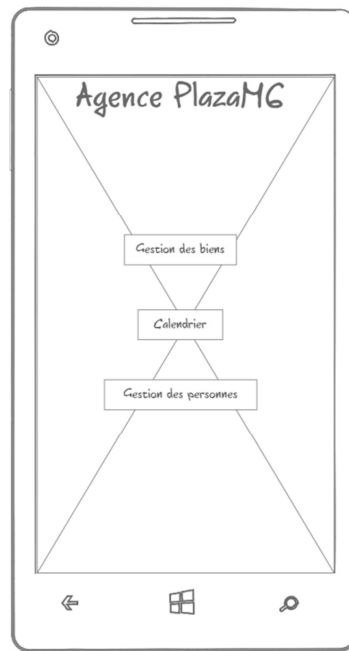 Agence PlazaM6
Gestion des biens
Calendrier
Gestion des personnes